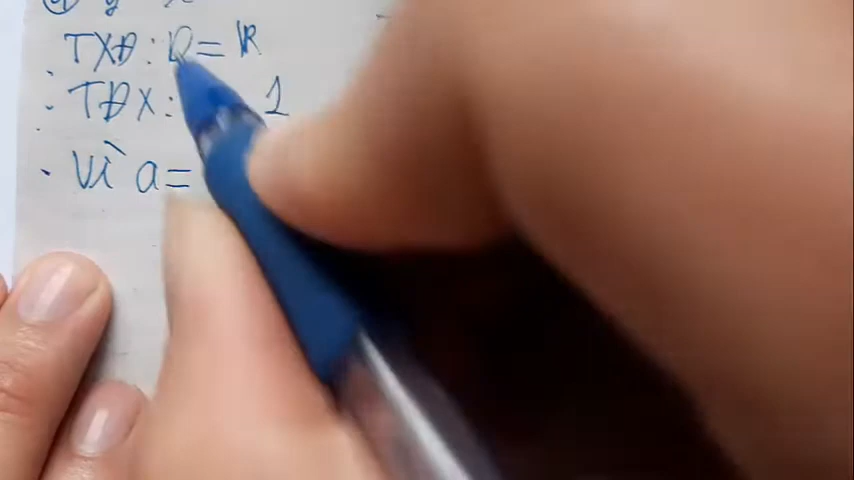 TXĐ: D = R
TĐX: 1
Vì a =